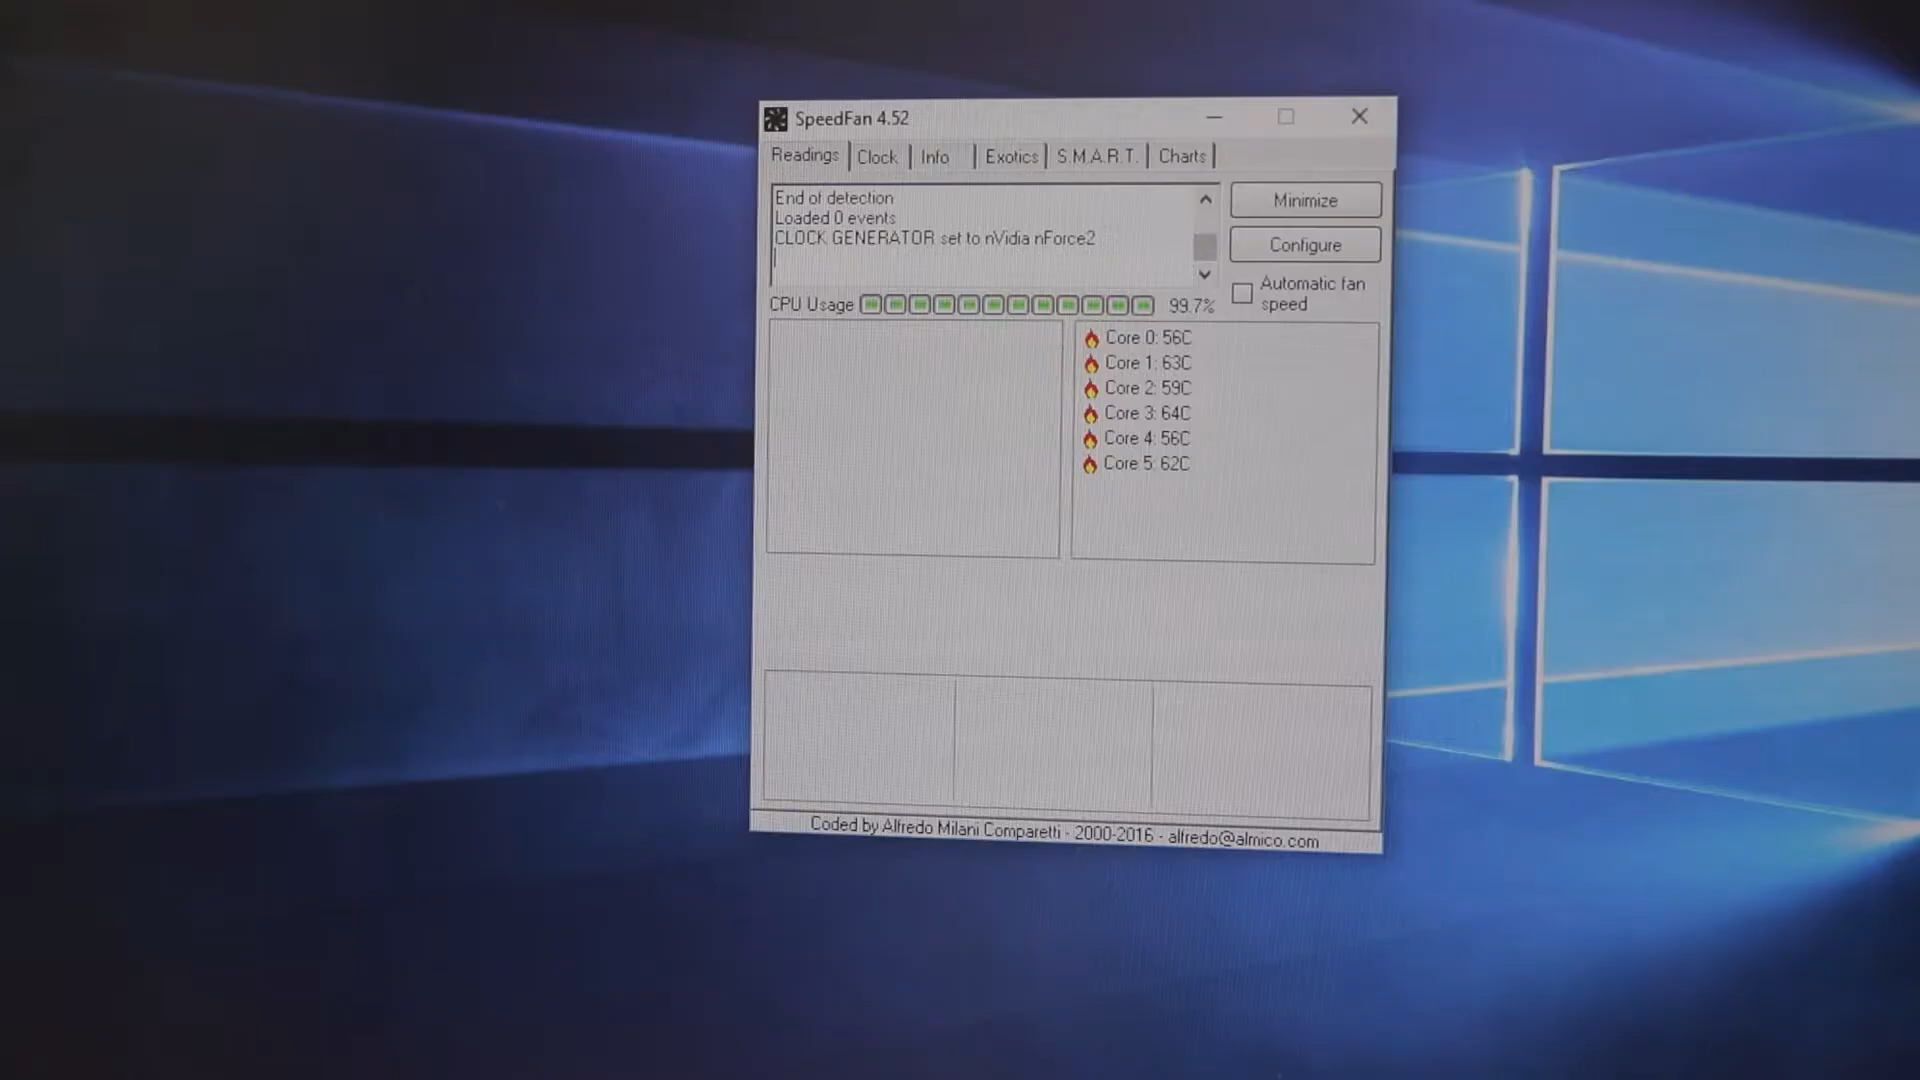 SpeedFan 4.52
Readings Clock Info Exotics S.M.A.R.T. Charts
End of detection
Loaded 0 events
CLOCK GENERATOR set to nVidia nForce2
Minimize
Configure
Automatic fan
speed
CPU Usage 99.7%
Core 0: 56C
Core 1: 63C
Core 2: 59C
Core 3: 64C
Core 4: 56C
Core 5: 62C
Coded by Alfredo Milani Comparetti - 2000-2016 - alfredo@almico.com